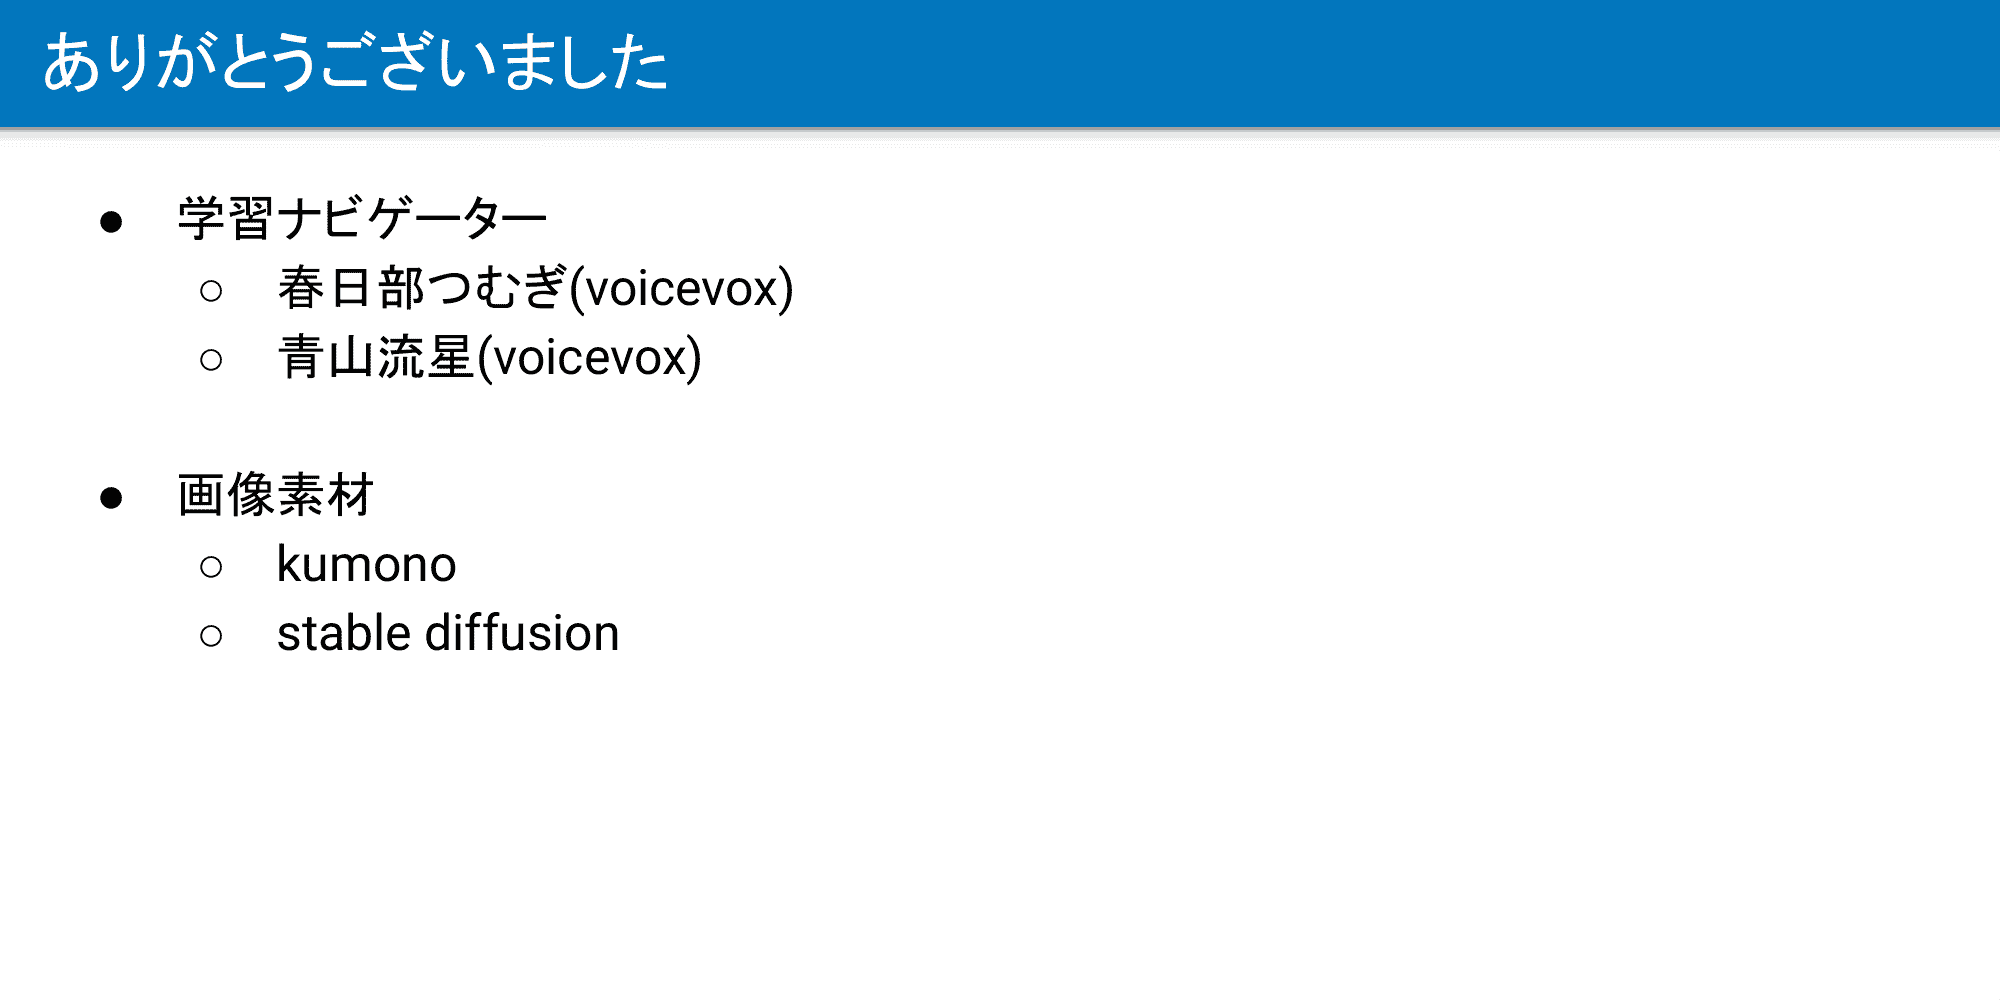 ありがとうございました
● 学習ナビゲーター
○ 春日部つむぎ(voicevox)
○ 青山流星(voicevox)
● 画像素材
○ kumono
○ stable diffusion